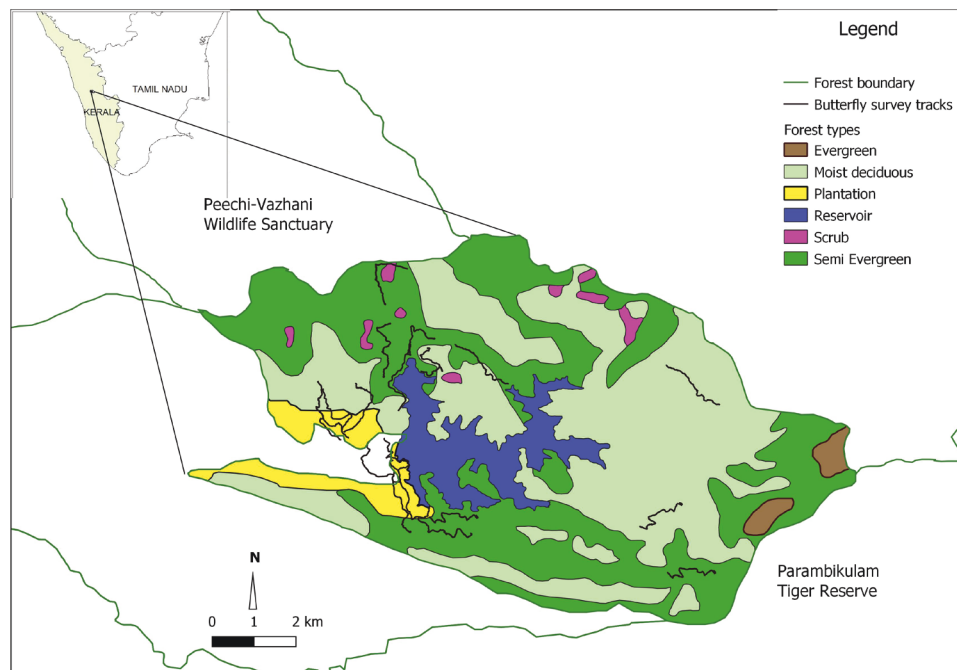 TAMIL NADU
KERALA
Peechi-Vazhani
Wildlife Sanctuary
Legend
Forest boundary
Butterfly survey tracks
Forest types
Evergreen
Moist deciduous
Plantation
Reservoir
Scrub
Semi Evergreen
Parambikulam
Tiger Reserve
N
0 1 2 km